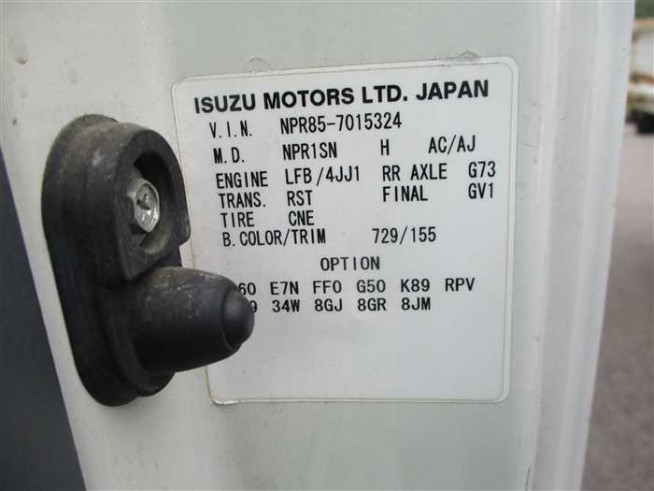 ISUZU MOTORS LTD. JAPAN
V.I.N. NPR85-7015324
M.D. NPR1SN H AC/AJ
ENGINE LFB/4JJ1 RR AXLE G73
TRANS. RST FINAL GV1
TIRE CNE
B.COLOR/TRIM 729/155
OPTION
E7N FF0 G50 K89 RPV
34W 8GJ 8GR 8JM